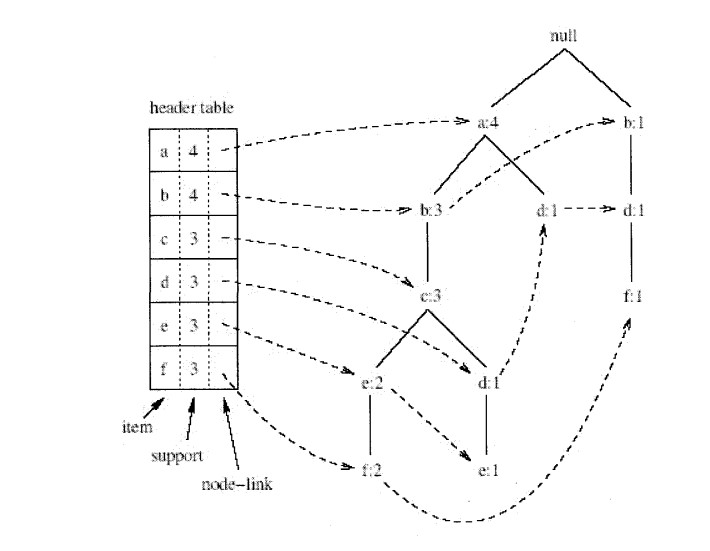 null
header table
a:4
b:1
a 4
b 4
b:3
d:1
d:1
c 3
d 3
c:3
f:1
e 3
f 3
e:2
d:1
item
support
f:2
e:1
node-link